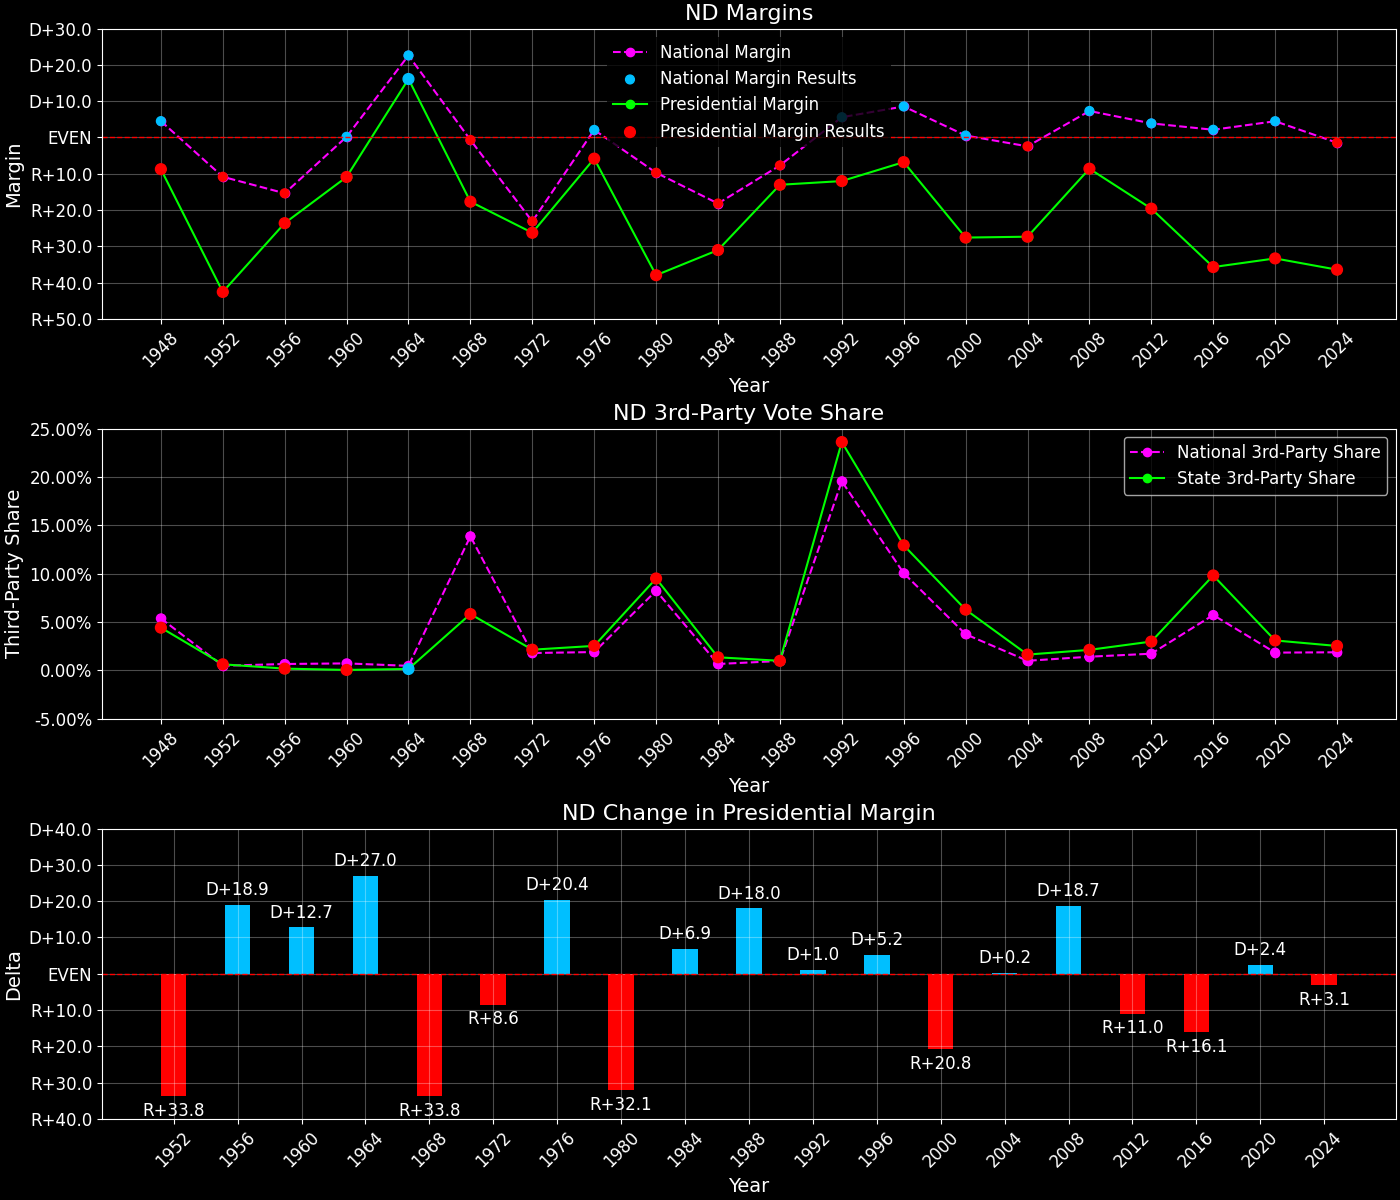 ND Margins
D+30.0
D+20.0
D+10.0
EVEN
R+10.0
R+20.0
R+30.0
R+40.0
R+50.0
Margin
National Margin
National Margin Results
Presidential Margin
Presidential Margin Results
1948 1952 1956 1960 1964 1968 1972 1976 1980 1984 1988 1992 1996 2000 2004 2008 2012 2016 2020 2024
Year
ND 3rd-Party Vote Share
25.00%
20.00%
15.00%
10.00%
5.00%
0.00%
-5.00%
Third-Party Share
National 3rd-Party Share
State 3rd-Party Share
1948 1952 1956 1960 1964 1968 1972 1976 1980 1984 1988 1992 1996 2000 2004 2008 2012 2016 2020 2024
Year
ND Change in Presidential Margin
D+40.0
D+30.0
D+20.0
D+10.0
EVEN
R+10.0
R+20.0
R+30.0
R+40.0
Delta
R+33.8
D+18.9
D+12.7
D+27.0
R+33.8
R+8.6
D+20.4
R+32.1
D+6.9
D+18.0
D+1.0
D+5.2
R+20.8
D+0.2
D+18.7
R+11.0
R+16.1
D+2.4
R+3.1
1952 1956 1960 1964 1968 1972 1976 1980 1984 1988 1992 1996 2000 2004 2008 2012 2016 2020 2024
Year